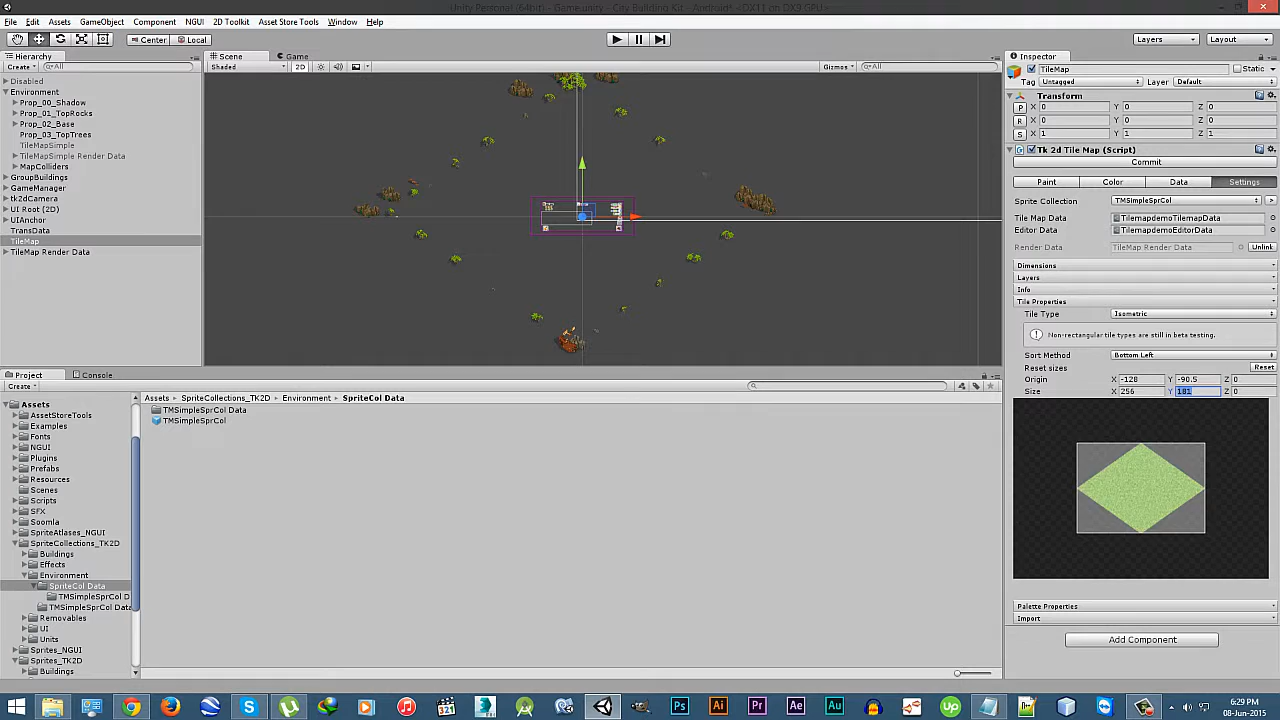 Unity Personal (64bit) - Game.unity - City Building Kit - Android* <DX11 on DX9 GPU>
File Edit Assets GameObject Component NGUI 2D Toolkit Asset Store Tools Window Help
Center Local Layers Layout
Hierarchy Scene Game Inspector
Create All Shaded 2D Gizmos All
TileMap Static
Tag Untagged Layer Default
Transform
P X 0 Y 0 Z 0
R X 0 Y 0 Z 0
S X 1 Y 1 Z 1
Tk 2d Tile Map (Script)
Commit
Paint Color Data Settings
Sprite Collection TMSimpleSprCol
Tile Map Data TilemapdemoTilemapData
Editor Data TilemapdemoEditorData
Render Data TileMap Render Data Unlink
Dimensions
Layers
Info
Tile Properties
Tile Type Isometric
Non-rectangular tile types are still in beta testing.
Sort Method Bottom Left
Reset sizes Reset
Origin X -128 Y -90.5 Z 0
Size X 256 Y 181 Z 0
Palette Properties
Import
Add Component
Disabled
Environment
Prop_00_Shadow
Prop_01_TopRocks
Prop_02_Base
Prop_03_TopTrees
TileMapSimple
TileMapSimple Render Data
MapColliders
GroupBuildings
GameManager
tk2dCamera
UI Root (2D)
UIAnchor
TransData
TileMap
TileMap Render Data
Project Console
Create
Assets
AssetStoreTools
Examples
Fonts
NGUI
Plugins
Prefabs
Resources
Scenes
Scripts
SFX
Soomla
SpriteAtlases_NGUI
SpriteCollections_TK2D
Buildings
Effects
Environment
SpriteCol Data
TMSimpleSprCol D
TMSimpleSprCol Data
Removables
UI
Units
Sprites_NGUI
Sprites_TK2D
Buildings
Assets SpriteCollections_TK2D Environment SpriteCol Data
TMSimpleSprCol Data
TMSimpleSprCol
6:29 PM
08-Jun-2015